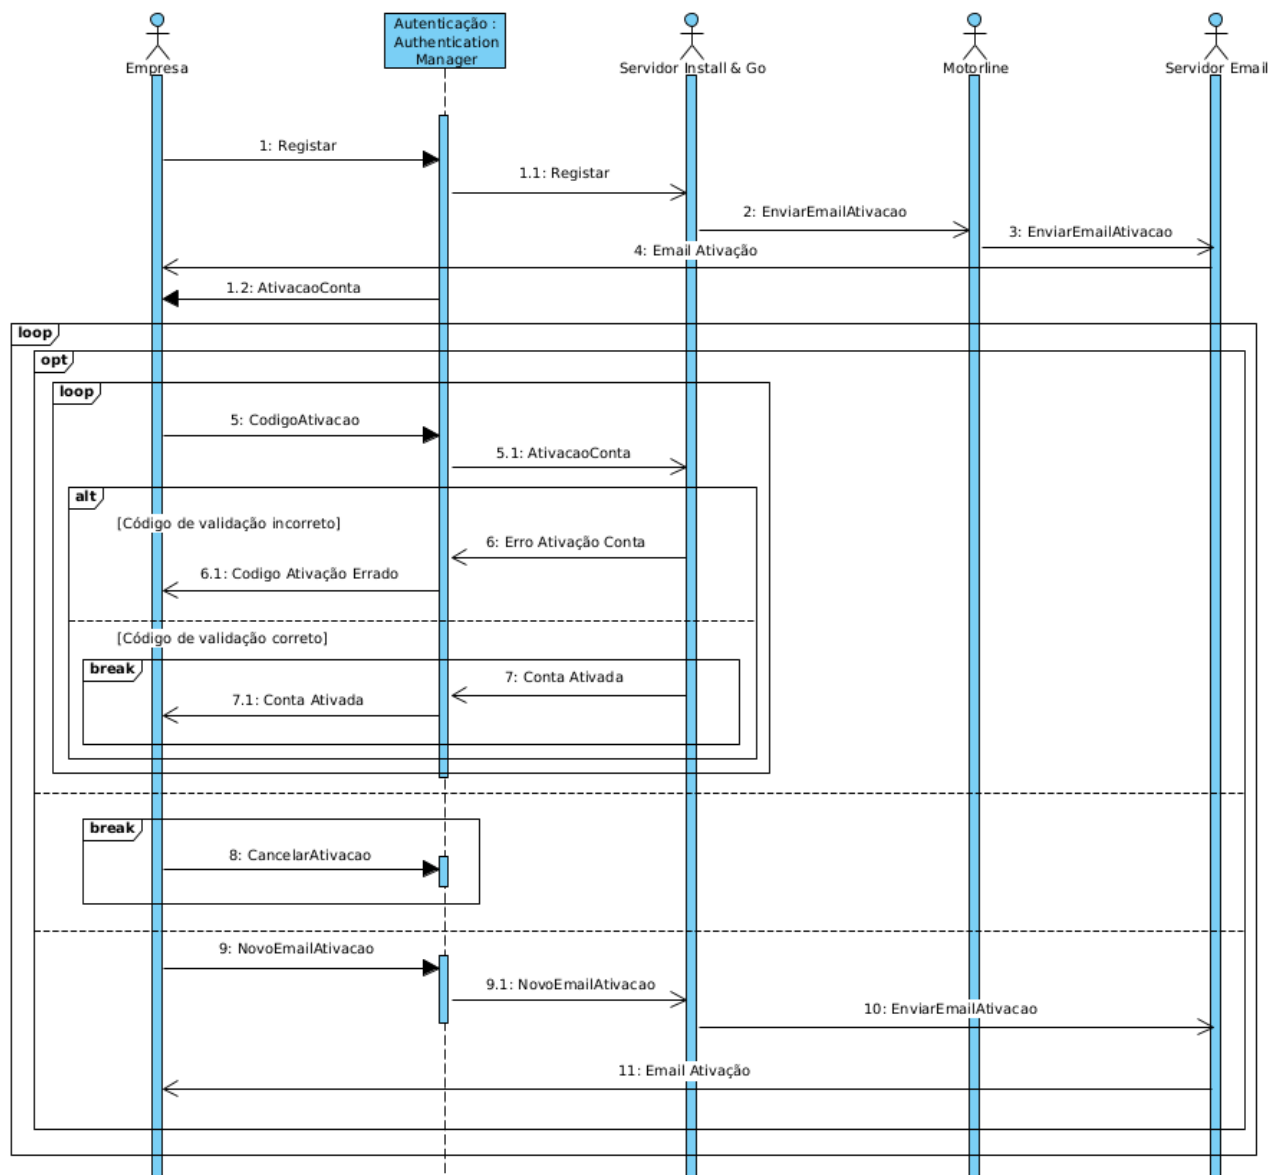 Empresa
Autenticação :
Authentication
Manager
Servidor Install & Go
Motorline
Servidor Email
1: Registar
1.1: Registar
2: EnviarEmailAtivacao
3: EnviarEmailAtivacao
4: Email Ativação
1.2: AtivacaoConta
loop
opt
loop
5: CodigoAtivacao
5.1: AtivacaoConta
alt
[Código de validação incorreto]
6: Erro Ativação Conta
6.1: Codigo Ativação Errado
[Código de validação correto]
break
7: Conta Ativada
7.1: Conta Ativada
break
8: CancelarAtivacao
9: NovoEmailAtivacao
9.1: NovoEmailAtivacao
10: EnviarEmailAtivacao
11: Email Ativação